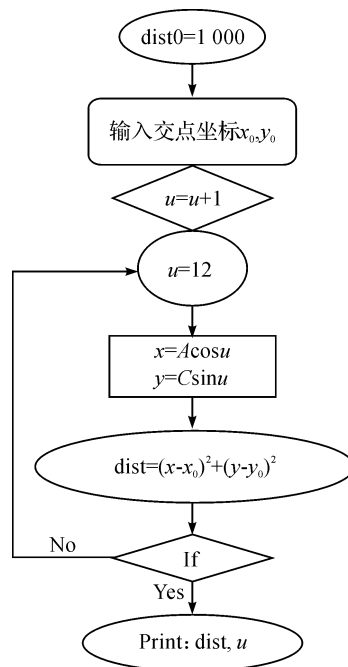 dist0=1 000
输入交点坐标x₀,y₀
u=u+1
u=12
x=Acosu
y=Csinu
dist=(x-x₀)²+(y-y₀)²
No
If
Yes
Print：dist, u